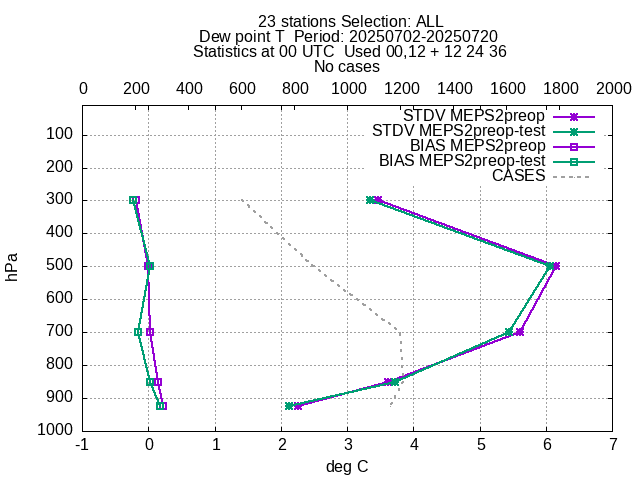 23 stations Selection: ALL
Dew point T  Period: 20250702-20250720
Statistics at 00 UTC  Used 00,12 + 12 24 36
No cases
0 200 400 600 800 1000 1200 1400 1600 1800 2000
STDV MEPS2preop
STDV MEPS2preop-test
BIAS MEPS2preop
BIAS MEPS2preop-test
CASES
100
200
300
400
500
600
700
800
900
1000
hPa
-1 0 1 2 3 4 5 6 7
deg C